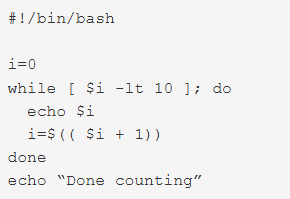 #!/bin/bash
i=0
while [ $i -lt 10 ]; do
  echo $i
  i=$(( $i + 1))
done
echo “Done counting”